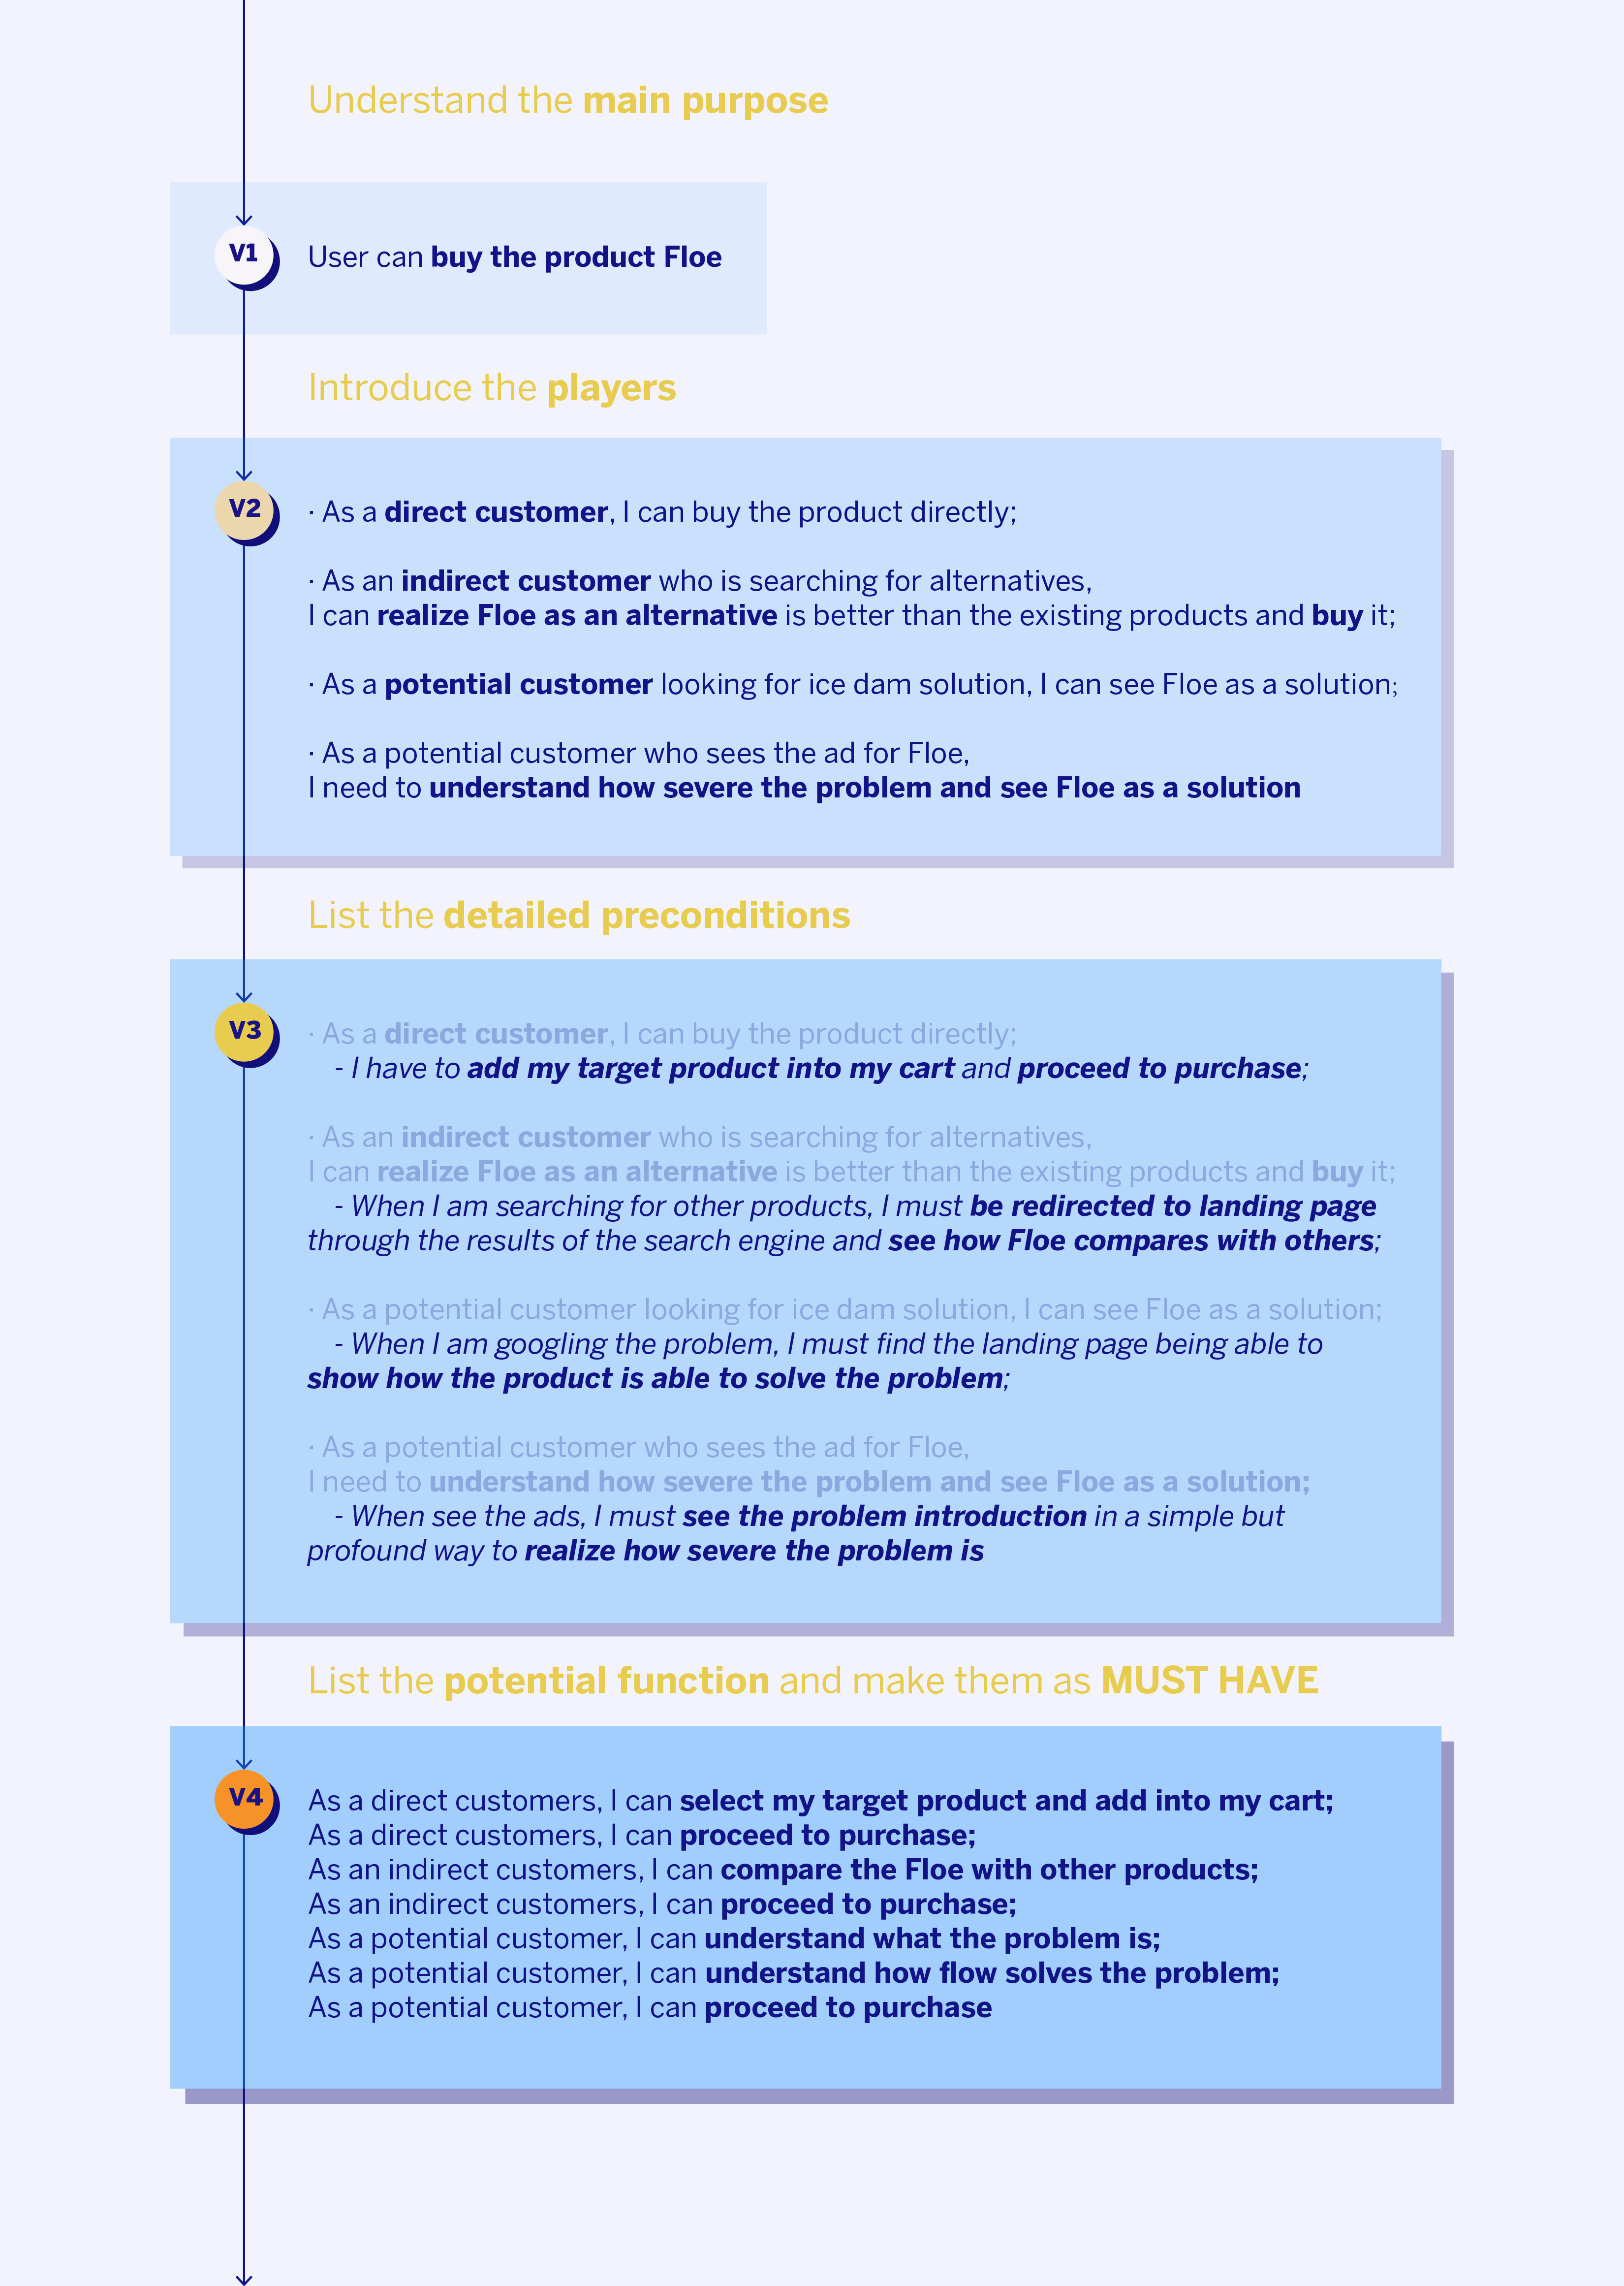 Understand the main purpose
V1
User can buy the product Floe
Introduce the players
V2
· As a direct customer, I can buy the product directly;
· As an indirect customer who is searching for alternatives,
I can realize Floe as an alternative is better than the existing products and buy it;
· As a potential customer looking for ice dam solution, I can see Floe as a solution;
· As a potential customer who sees the ad for Floe,
I need to understand how severe the problem and see Floe as a solution
List the detailed preconditions
V3
· As a direct customer, I can buy the product directly;
- I have to add my target product into my cart and proceed to purchase;
· As an indirect customer who is searching for alternatives,
I can realize Floe as an alternative is better than the existing products and buy it;
- When I am searching for other products, I must be redirected to landing page
through the results of the search engine and see how Floe compares with others;
· As a potential customer looking for ice dam solution, I can see Floe as a solution;
- When I am googling the problem, I must find the landing page being able to
show how the product is able to solve the problem;
· As a potential customer who sees the ad for Floe,
I need to understand how severe the problem and see Floe as a solution;
- When see the ads, I must see the problem introduction in a simple but
profound way to realize how severe the problem is
List the potential function and make them as MUST HAVE
V4
As a direct customers, I can select my target product and add into my cart;
As a direct customers, I can proceed to purchase;
As an indirect customers, I can compare the Floe with other products;
As an indirect customers, I can proceed to purchase;
As a potential customer, I can understand what the problem is;
As a potential customer, I can understand how flow solves the problem;
As a potential customer, I can proceed to purchase